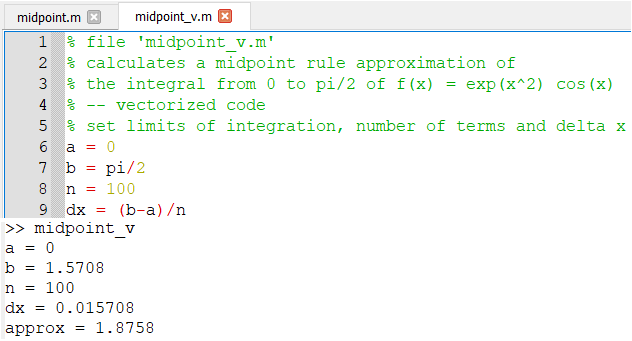 midpoint.m midpoint_v.m
1 % file 'midpoint_v.m'
2 % calculates a midpoint rule approximation of
3 % the integral from 0 to pi/2 of f(x) = exp(x^2) cos(x)
4 % -- vectorized code
5 % set limits of integration, number of terms and delta x
6 a = 0
7 b = pi/2
8 n = 100
9 dx = (b-a)/n
>> midpoint_v
a = 0
b = 1.5708
n = 100
dx = 0.015708
approx = 1.8758